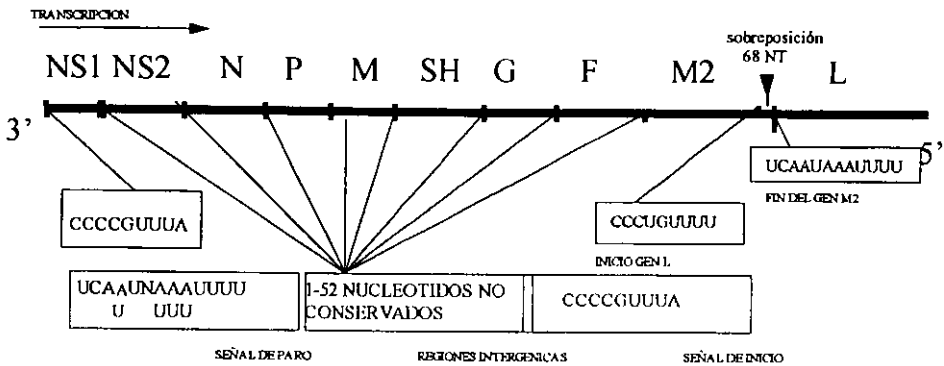 TRANSCRIPCION
sobreposición
68 NT
NS1 NS2 N P M SH G F M2 L
3'
5'
UCAAUAAAUUUU
FIN DEL GEN M2
CCCCGUUUA
CCCUGUUUU
INICIO GEN L
UCAAUNAAAUUUU
U UUU
1-52 NUCLEOTIDOS NO
CONSERVADOS
CCCCGUUUA
SEÑAL DE PARO
REGIONES INTERGENICAS
SEÑAL DE INICIO